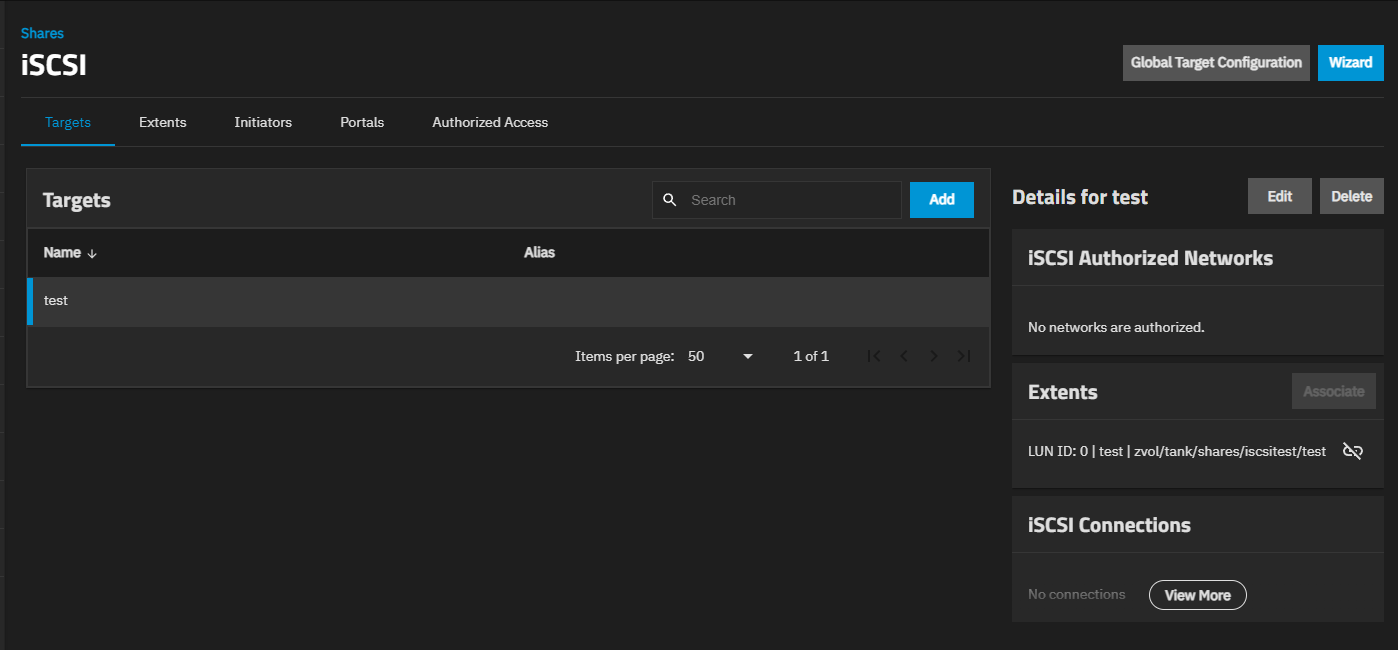 Shares
iSCSI
Global Target Configuration
Wizard
Targets
Extents
Initiators
Portals
Authorized Access
Targets
Search
Add
Name
Alias
test
Items per page:
50
1 of 1
Details for test
Edit
Delete
iSCSI Authorized Networks
No networks are authorized.
Extents
Associate
LUN ID: 0 | test | zvol/tank/shares/iscsitest/test
iSCSI Connections
No connections
View More